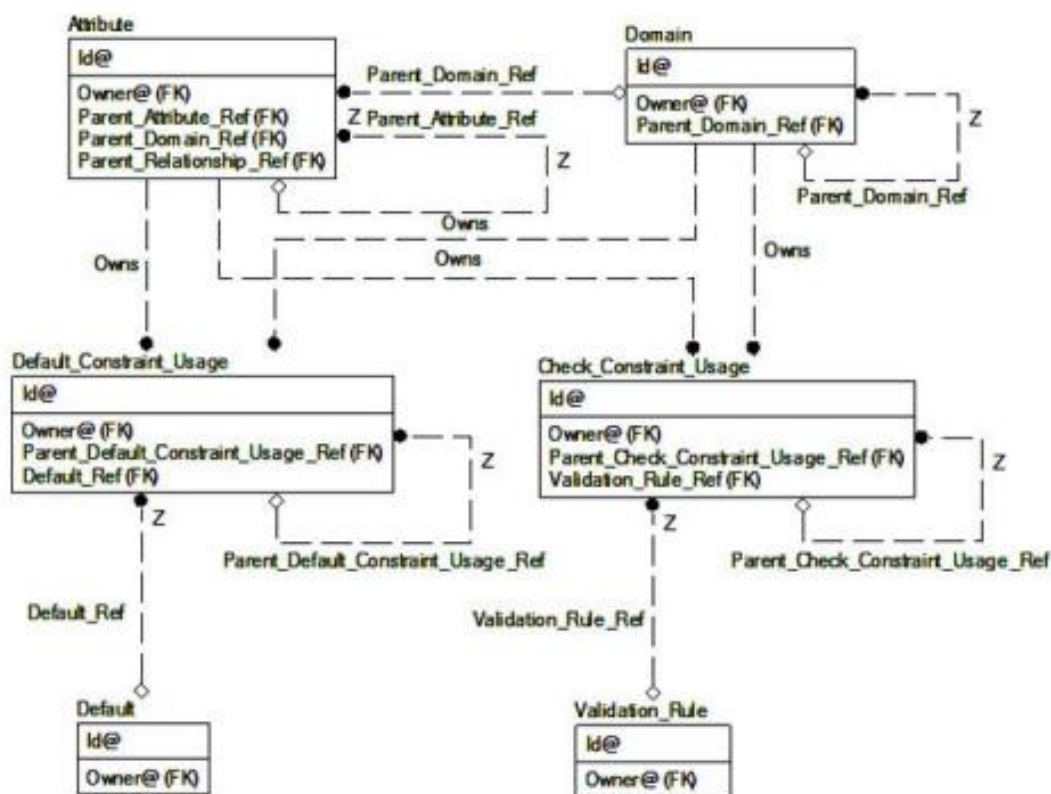 Attribute
Id@
Owner@ (FK)
Parent_Attribute_Ref (FK)
Parent_Domain_Ref (FK)
Parent_Relationship_Ref (FK)
Domain
Id@
Owner@ (FK)
Parent_Domain_Ref (FK)
Parent_Domain_Ref
Z
Parent_Attribute_Ref
Z
Z
Parent_Domain_Ref
Owns
Owns
Owns
Owns
Default_Constraint_Usage
Id@
Owner@ (FK)
Parent_Default_Constraint_Usage_Ref (FK)
Default_Ref (FK)
Z
Z
Parent_Default_Constraint_Usage_Ref
Check_Constraint_Usage
Id@
Owner@ (FK)
Parent_Check_Constraint_Usage_Ref (FK)
Validation_Rule_Ref (FK)
Z
Z
Parent_Check_Constraint_Usage_Ref
Default_Ref
Validation_Rule_Ref
Default
Id@
Owner@ (FK)
Validation_Rule
Id@
Owner@ (FK)